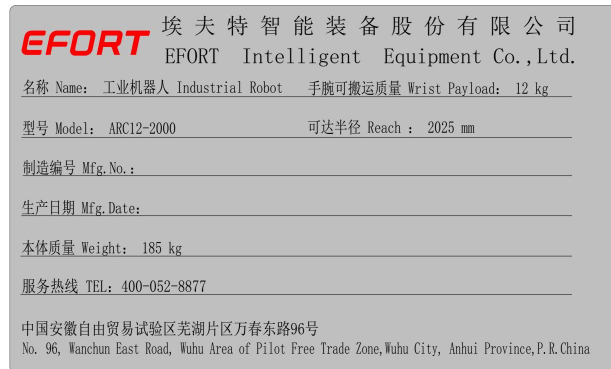 EFORT
埃夫特智能装备股份有限公司
EFORT Intelligent Equipment Co.,Ltd.
名称 Name: 工业机器人 Industrial Robot 手腕可搬运质量 Wrist Payload: 12 kg
型号 Model: ARC12-2000 可达半径 Reach : 2025 mm
制造编号 Mfg.No.:
生产日期 Mfg.Date:
本体质量 Weight: 185 kg
服务热线 TEL: 400-052-8877
中国安徽自由贸易试验区芜湖片区万春东路96号
No. 96, Wanchun East Road, Wuhu Area of Pilot Free Trade Zone,Wuhu City, Anhui Province,P.R.China